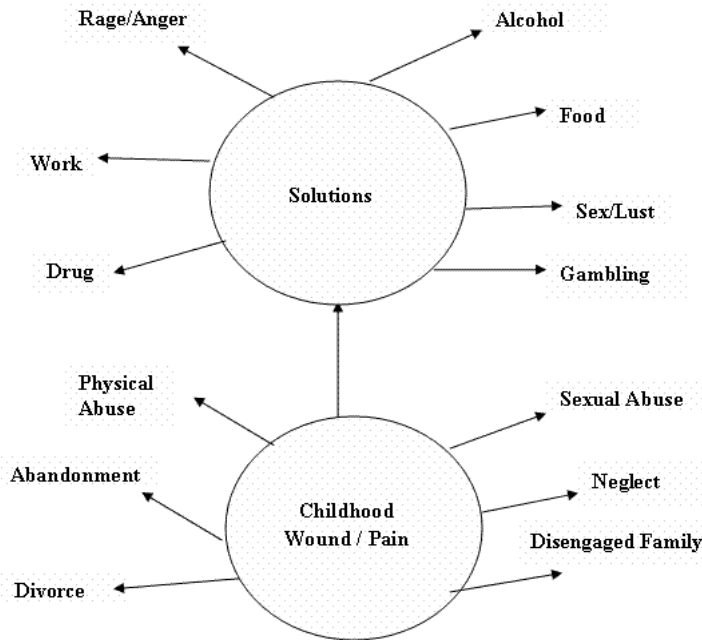 Rage/Anger
Alcohol
Food
Work
Solutions
Sex/Lust
Drug
Gambling
Physical
Abuse
Sexual Abuse
Abandonment
Neglect
Childhood
Wound / Pain
Disengaged Family
Divorce